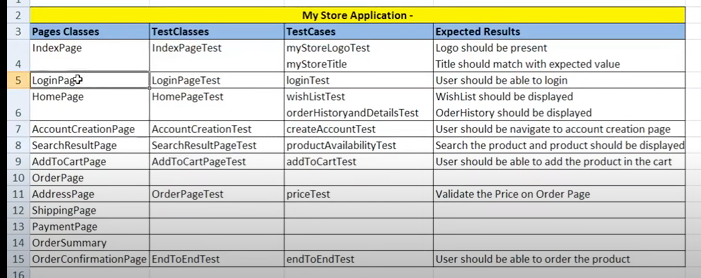 1
2 My Store Application -
3 Pages Classes TestClasses TestCases Expected Results
IndexPage IndexPageTest myStoreLogoTest Logo should be present
4 myStoreTitle Title should match with expected value
5 LoginPage LoginPageTest loginTest User should be able to login
HomePage HomePageTest wishListTest WishList should be displayed
6 orderHistoryandDetailsTest OderHistory should be displayed
7 AccountCreationPage AccountCreationTest createAccountTest User should be navigate to account creation page
8 SearchResultPage SearchResultPageTest productAvailabilityTest Search the product and product should be displayed
9 AddToCartPage AddToCartPageTest addToCartTest User should be able to add the product in the cart
10 OrderPage
11 AddressPage OrderPageTest priceTest Validate the Price on Order Page
12 ShippingPage
13 PaymentPage
14 OrderSummary
15 OrderConfirmationPage EndToEndTest endToEndTest User should be able to order the product
16